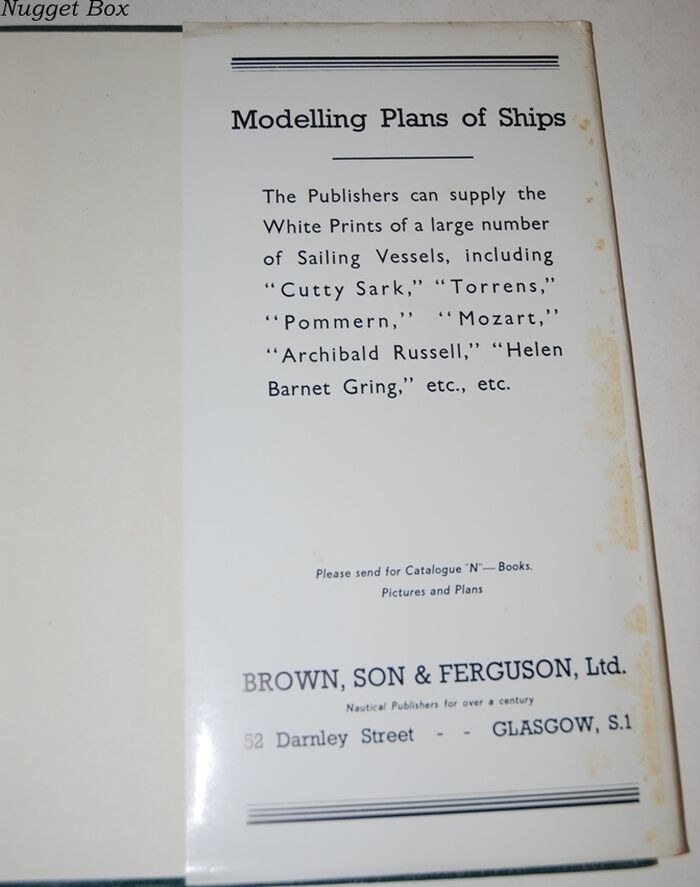 Nugget Box
Modelling Plans of Ships
The Publishers can supply the
White Prints of a large number
of Sailing Vessels, including
“Cutty Sark,” “Torrens,”
“Pommern,” “Mozart,”
“Archibald Russell,” “Helen
Barnet Gring,” etc., etc.
Please send for Catalogue "N"—Books.
Pictures and Plans
BROWN, SON & FERGUSON, Ltd.
Nautical Publishers for over a century
52 Darnley Street - - GLASGOW, S.1